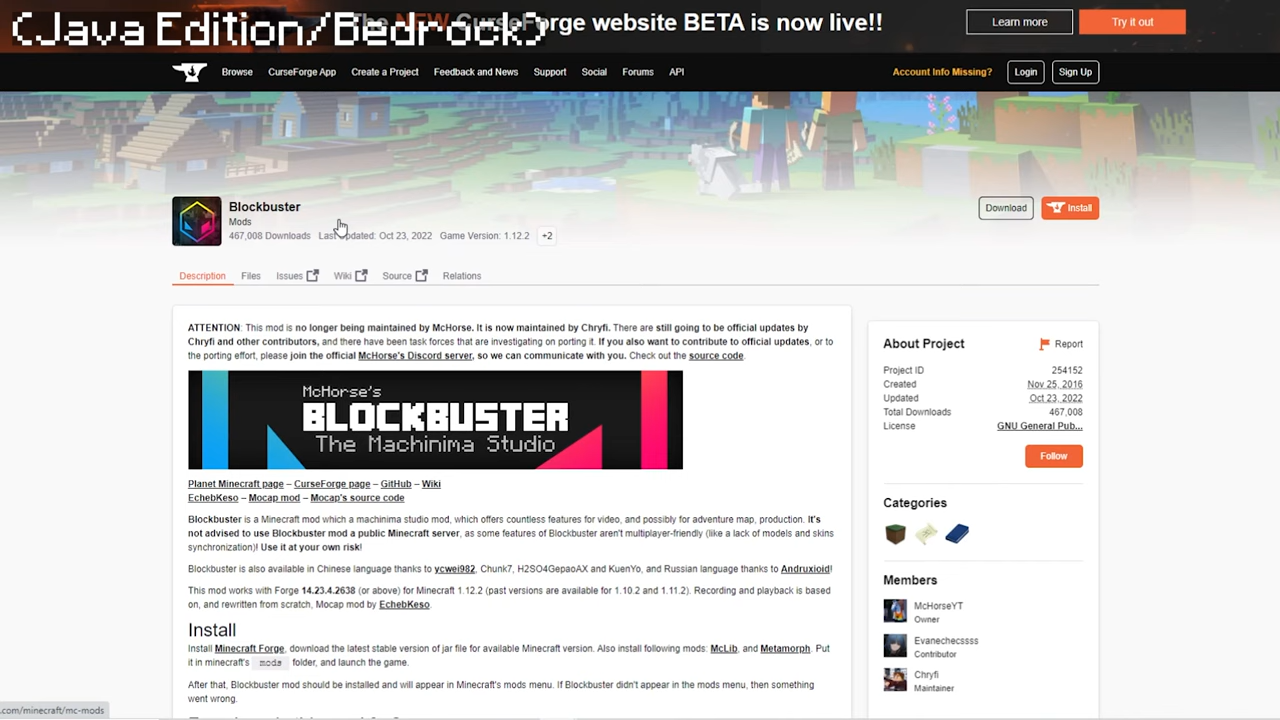 (Java Edition/Bedrock)
The NEW CurseForge website BETA is now live!!
Learn more
Try it out
Browse
CurseForge App
Create a Project
Feedback and News
Support
Social
Forums
API
Account Info Missing?
Login
Sign Up
Blockbuster
Mods
467,008 Downloads Last Updated: Oct 23, 2022 Game Version: 1.12.2 +2
Download
Install
Description
Files
Issues
Wiki
Source
Relations
ATTENTION: This mod is no longer being maintained by McHorse. It is now maintained by Chryfi. There are still going to be official updates by
Chryfi and other contributors, and there have been task forces that are investigating on porting it. If you also want to contribute to official updates, or to
the porting effort, please join the official McHorse's Discord server, so we can communicate with you. Check out the source code.
McHorse's
BLOCKBUSTER
The Machinima Studio
Planet Minecraft page – CurseForge page – GitHub – Wiki
EchebKeso – Mocap mod – Mocap's source code
Blockbuster is a Minecraft mod which a machinima studio mod, which offers countless features for video, and possibly for adventure map, production. It's
not advised to use Blockbuster mod a public Minecraft server, as some features of Blockbuster aren't multiplayer-friendly (like a lack of models and skins
synchronization)! Use it at your own risk!
Blockbuster is also available in Chinese language thanks to ycwei982, Chunk7, H2SO4GepaoAX and KuenYo, and Russian language thanks to Andruxioid!
This mod works with Forge 14.23.4.2638 (or above) for Minecraft 1.12.2 (past versions are available for 1.10.2 and 1.11.2). Recording and playback is based
on, and rewritten from scratch, Mocap mod by EchebKeso.
Install
Install Minecraft Forge, download the latest stable version of jar file for available Minecraft version. Also install following mods: McLib, and Metamorph. Put
it in minecraft's mods folder, and launch the game.
After that, Blockbuster mod should be installed and will appear in Minecraft's mods menu. If Blockbuster didn't appear in the mods menu, then something
went wrong.
About Project
Report
Project ID 254152
Created Nov 25, 2016
Updated Oct 23, 2022
Total Downloads 467,008
License GNU General Pub...
Follow
Categories
Members
McHorseYT
Owner
Evanechecssss
Contributor
Chryfi
Maintainer
.com/minecraft/mc-mods